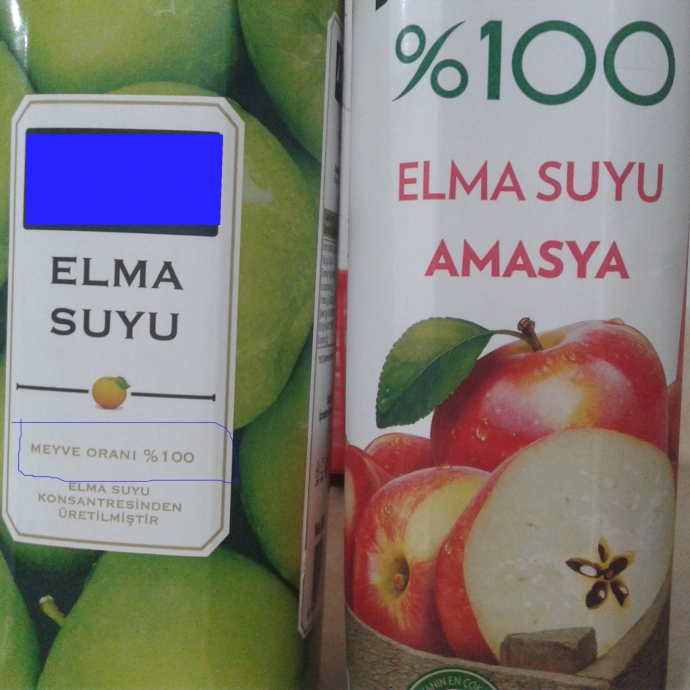 ELMA
SUYU
MEYVE ORANI %100
ELMA SUYU
KONSANTRESİNDEN
ÜRETİLMİŞTİR
%100
ELMA SUYU
AMASYA